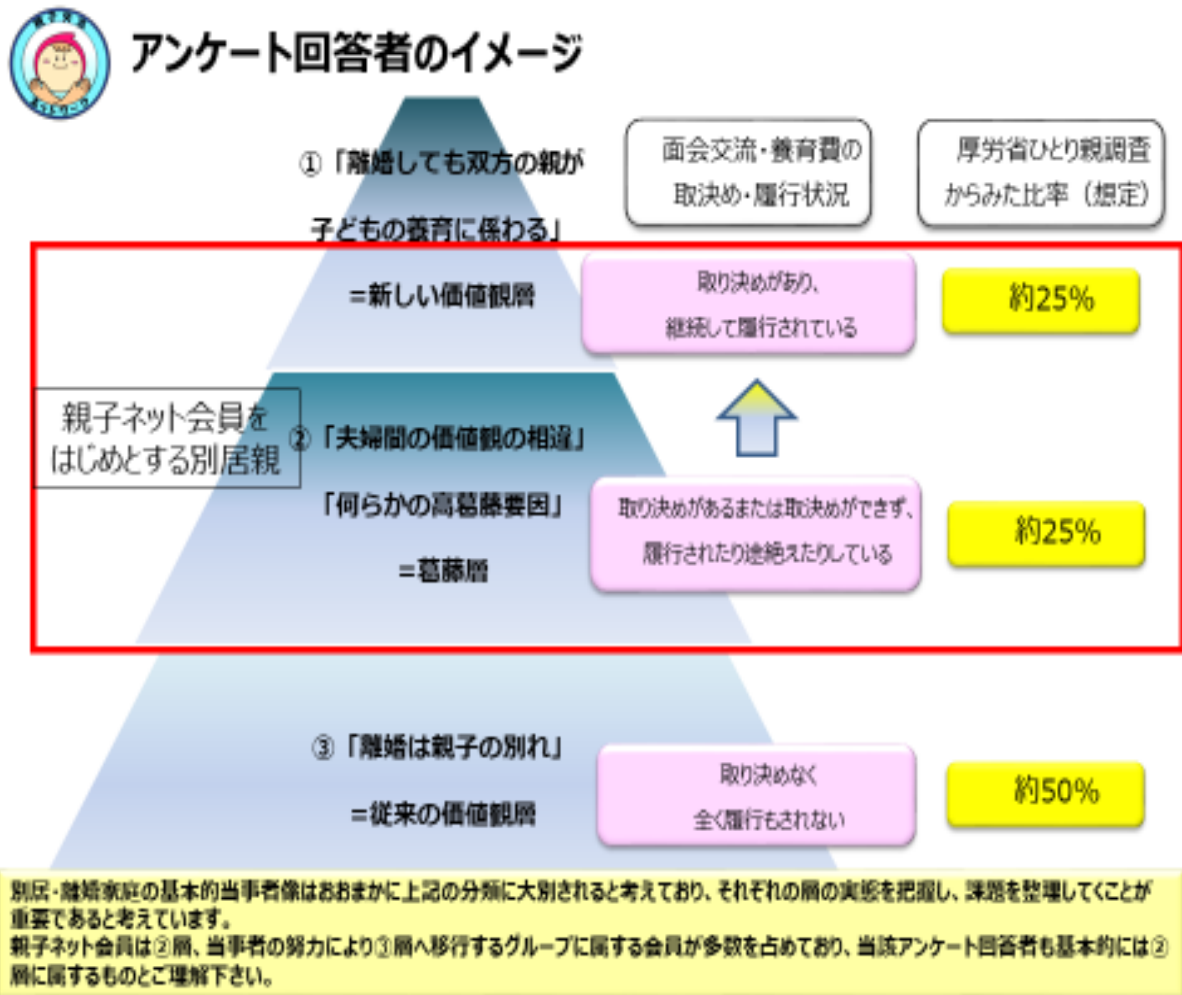 アンケート回答者のイメージ
①「離婚しても双方の親が
子どもの養育に係わる」
=新しい価値観層
面会交流・養育費の
取決め・履行状況
厚労省ひとり親調査
からみた比率（想定）
取り決めがあり、
継続して履行されている
約25%
親子ネット会員を
はじめとする別居親
②「夫婦間の価値観の相違」
「何らかの高葛藤要因」
=葛藤層
取り決めがあるまたは取決めができず、
履行されたり途絶えたりしている
約25%
③「離婚は親子の別れ」
=従来の価値観層
取り決めなく
全く履行もされない
約50%
別居・離婚家庭の基本的当事者像はおおまかに上記の分類に大別されると考えており、それぞれの層の実態を把握し、課題を整理してくことが
重要であると考えています。
親子ネット会員は②層、当事者の努力により①層へ移行するグループに属する会員が多数を占めており、当該アンケート回答者も基本的には②
層に属するものとご理解下さい。